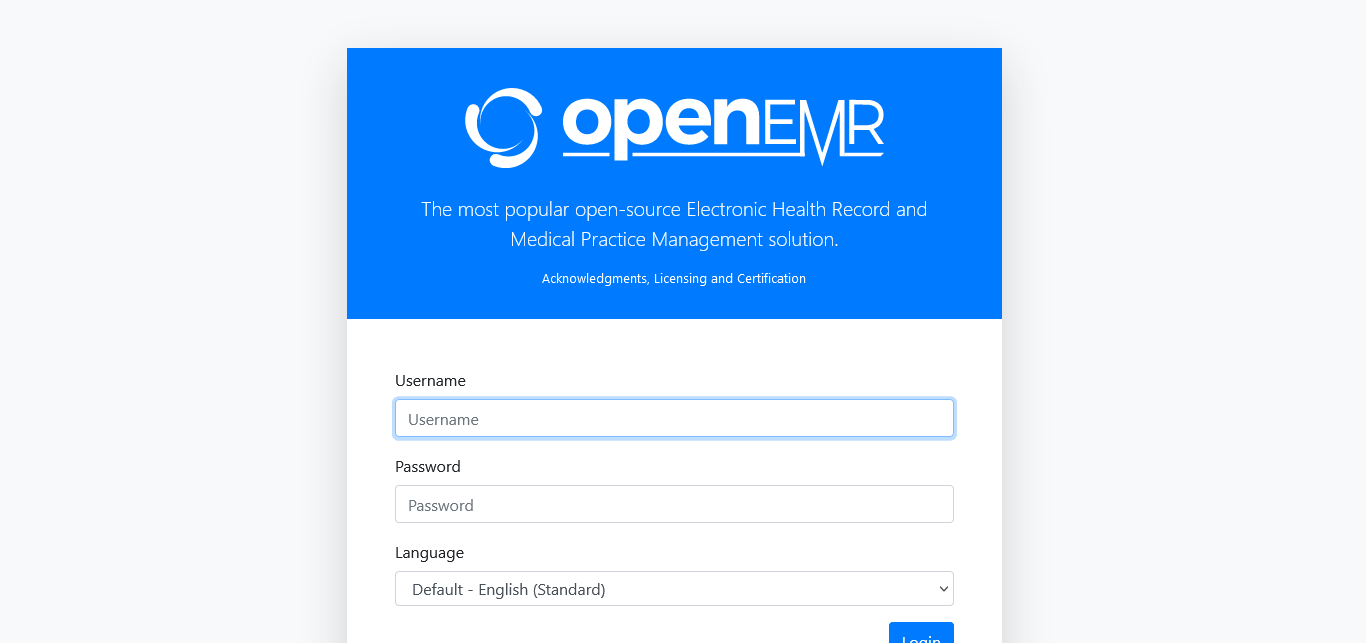 openEMR
The most popular open-source Electronic Health Record and
Medical Practice Management solution.
Acknowledgments, Licensing and Certification
Username
Username
Password
Password
Language
Default - English (Standard)
Login